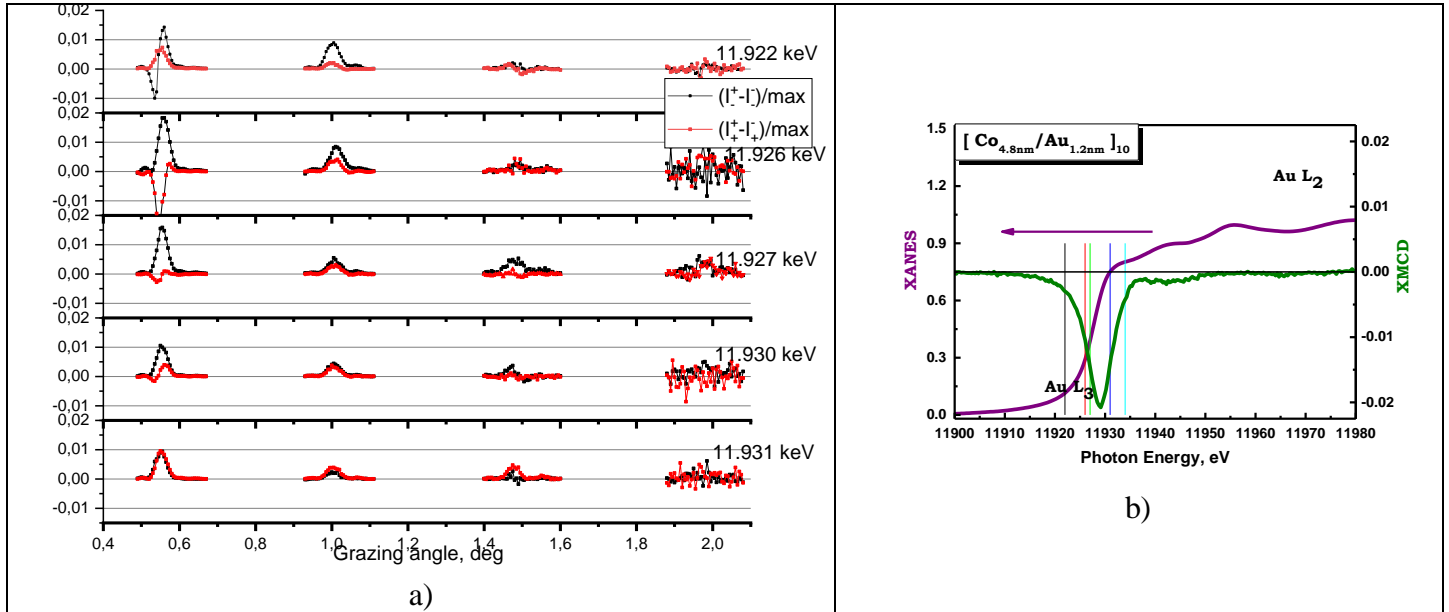 0,02
0,01
0,00
-0,01
11.922 keV
(I⁺₋-I⁻₋)/max
(I⁺₊-I⁻₊)/max
0,02
0,01
0,00
-0,01
11.926 keV
0,02
0,01
0,00
-0,01
11.927 keV
0,02
0,01
0,00
-0,01
11.930 keV
0,02
0,01
0,00
-0,01
11.931 keV
0,4 0,6 0,8 1,0 1,2 1,4 1,6 1,8 2,0
Grazing angle, deg
a)
[ Co4.8nm/Au1.2nm ]10
Au L2
Au L3
XANES
1.5
1.2
0.9
0.6
0.3
0.0
XMCD
0.02
0.01
0.00
-0.01
-0.02
11900 11910 11920 11930 11940 11950 11960 11970 11980
Photon Energy, eV
b)